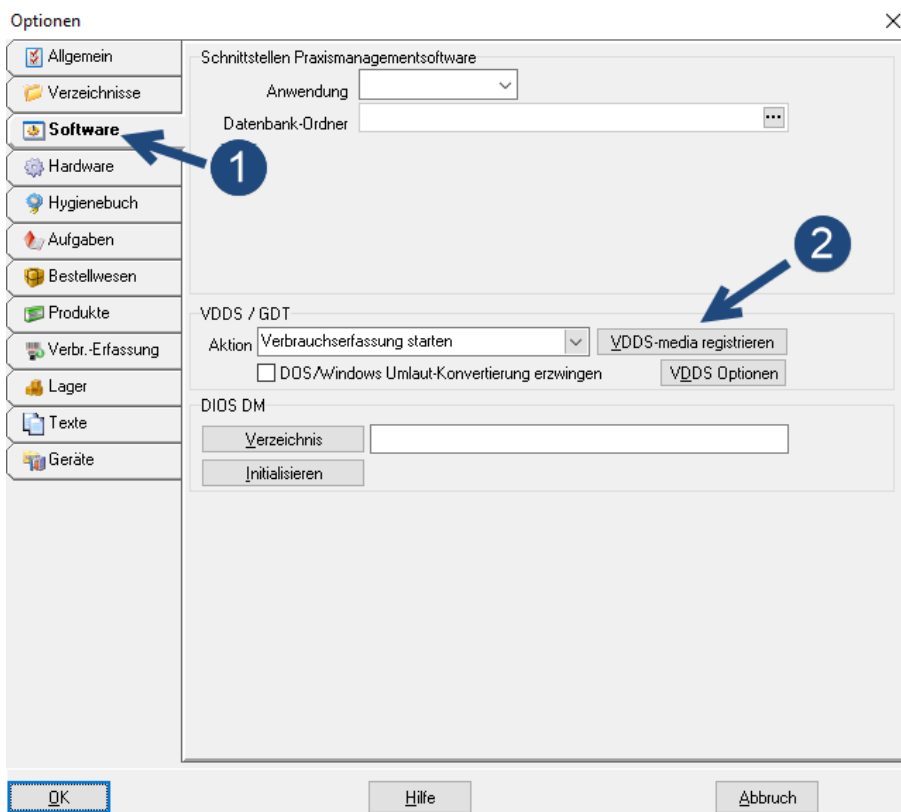 Optionen
Allgemein
Verzeichnisse
Software
Hardware
Hygienebuch
Aufgaben
Bestellwesen
Produkte
Verbr.-Erfassung
Lager
Texte
Geräte
1
Schnittstellen Praxismanagementsoftware
Anwendung
Datenbank-Ordner ...
2
VDDS / GDT
Aktion Verbrauchserfassung starten VDDS-media registrieren
DOS/Windows Umlaut-Konvertierung erzwingen VDDS Optionen
DIOS DM
Verzeichnis
Initialisieren
OK Hilfe Abbruch